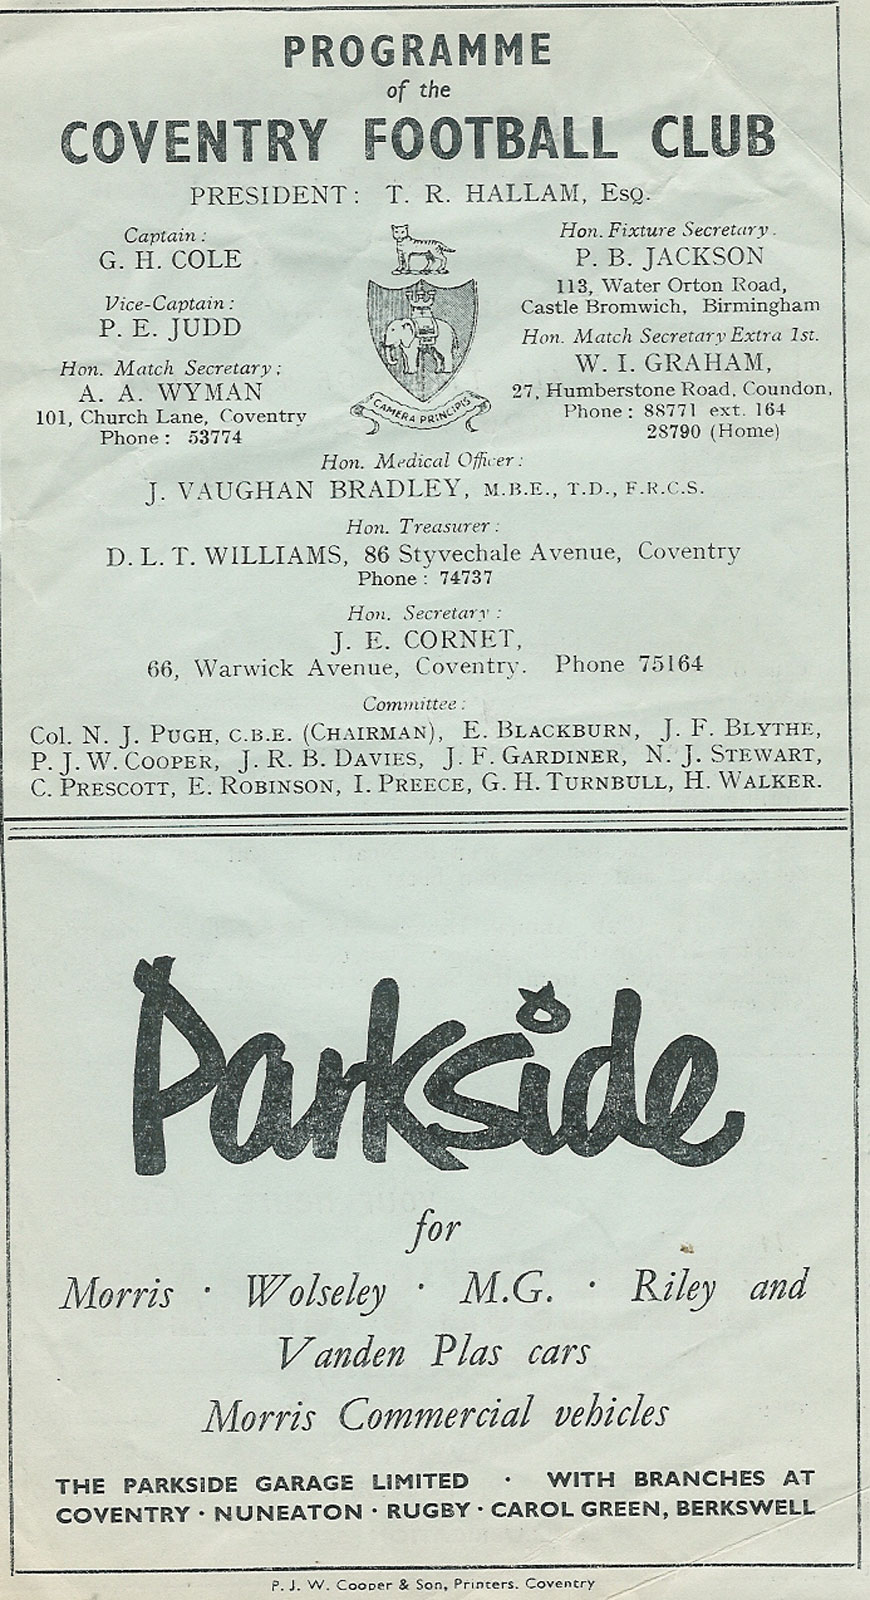 PROGRAMME
of the
COVENTRY FOOTBALL CLUB
PRESIDENT: T. R. HALLAM, Esq.
Captain:
G. H. COLE
Vice-Captain:
P. E. JUDD
Hon. Match Secretary:
A. A. WYMAN
101, Church Lane, Coventry
Phone: 53774
CAMERA PRINCIPIS
Hon. Fixture Secretary.
P. B. JACKSON
113, Water Orton Road,
Castle Bromwich, Birmingham
Hon. Match Secretary Extra 1st.
W. I. GRAHAM,
27, Humberstone Road, Coundon,
Phone: 88771 ext. 164
28790 (Home)
Hon. Medical Officer:
J. VAUGHAN BRADLEY, M.B.E., T.D., F.R.C.S.
Hon. Treasurer:
D. L. T. WILLIAMS, 86 Styvechale Avenue, Coventry
Phone: 74737
Hon. Secretary:
J. E. CORNET,
66, Warwick Avenue, Coventry. Phone 75164
Committee:
Col. N. J. PUGH, C.B.E. (CHAIRMAN), E. BLACKBURN, J. F. BLYTHE,
P. J. W. COOPER, J. R. B. DAVIES, J. F. GARDINER, N. J. STEWART,
C. PRESCOTT, E. ROBINSON, I. PREECE, G. H. TURNBULL, H. WALKER.
Parkside
for
Morris · Wolseley · M.G. · Riley and
Vanden Plas cars
Morris Commercial vehicles
THE PARKSIDE GARAGE LIMITED · WITH BRANCHES AT
COVENTRY · NUNEATON · RUGBY · CAROL GREEN, BERKSWELL
P. J. W. Cooper & Son, Printers. Coventry